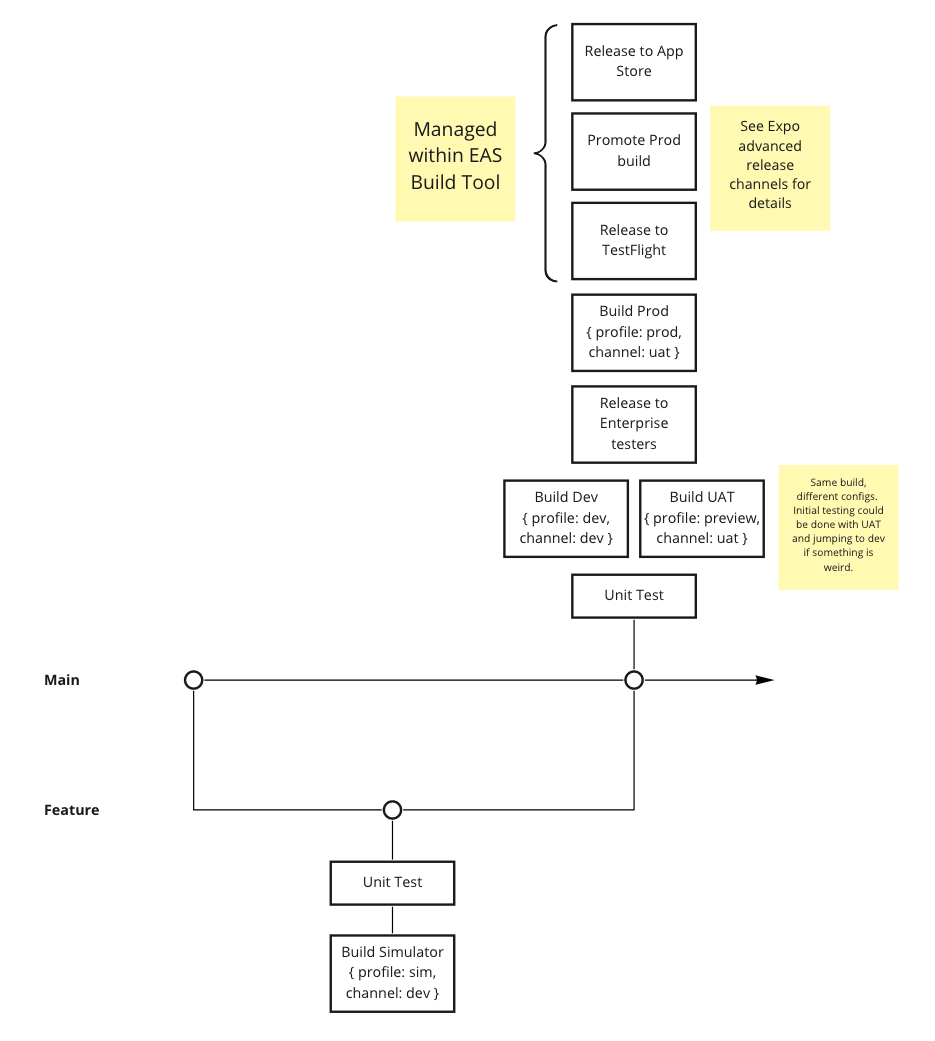 Release to App
Store
Managed
within EAS
Build Tool
Promote Prod
build
See Expo
advanced
release
channels for
details
Release to
TestFlight
Build Prod
{ profile: prod,
channel: uat }
Release to
Enterprise
testers
Build Dev
{ profile: dev,
channel: dev }
Build UAT
{ profile: preview,
channel: uat }
Same build,
different configs.
Initial testing could
be done with UAT
and jumping to dev
if something is
weird.
Unit Test
Main
Feature
Unit Test
Build Simulator
{ profile: sim,
channel: dev }